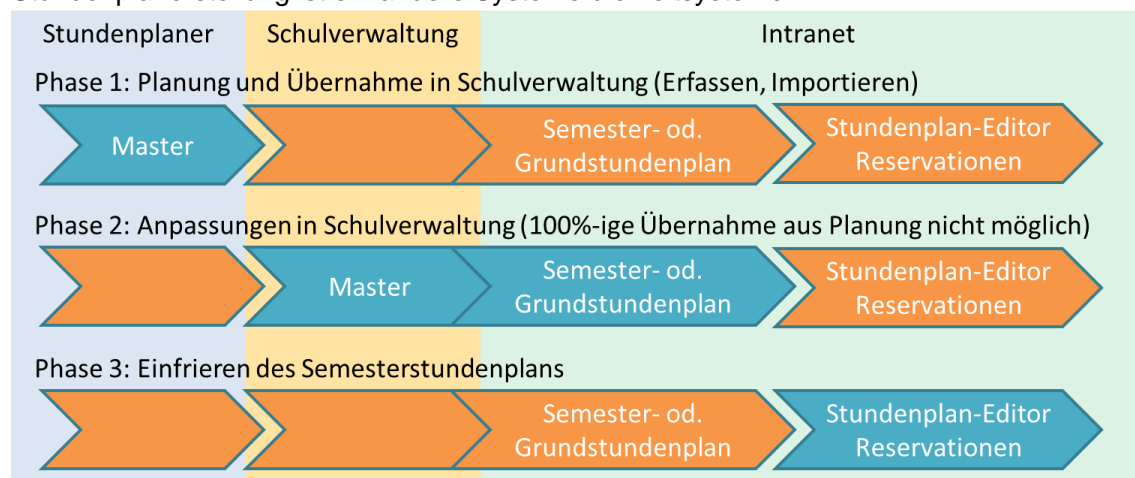 Stundenplaner Schulverwaltung Intranet
Phase 1: Planung und Übernahme in Schulverwaltung (Erfassen, Importieren)
Master
Semester- od.
Grundstundenplan
Stundenplan-Editor
Reservationen
Phase 2: Anpassungen in Schulverwaltung (100%-ige Übernahme aus Planung nicht möglich)
Master
Semester- od.
Grundstundenplan
Stundenplan-Editor
Reservationen
Phase 3: Einfrieren des Semesterstundenplans
Semester- od.
Grundstundenplan
Stundenplan-Editor
Reservationen